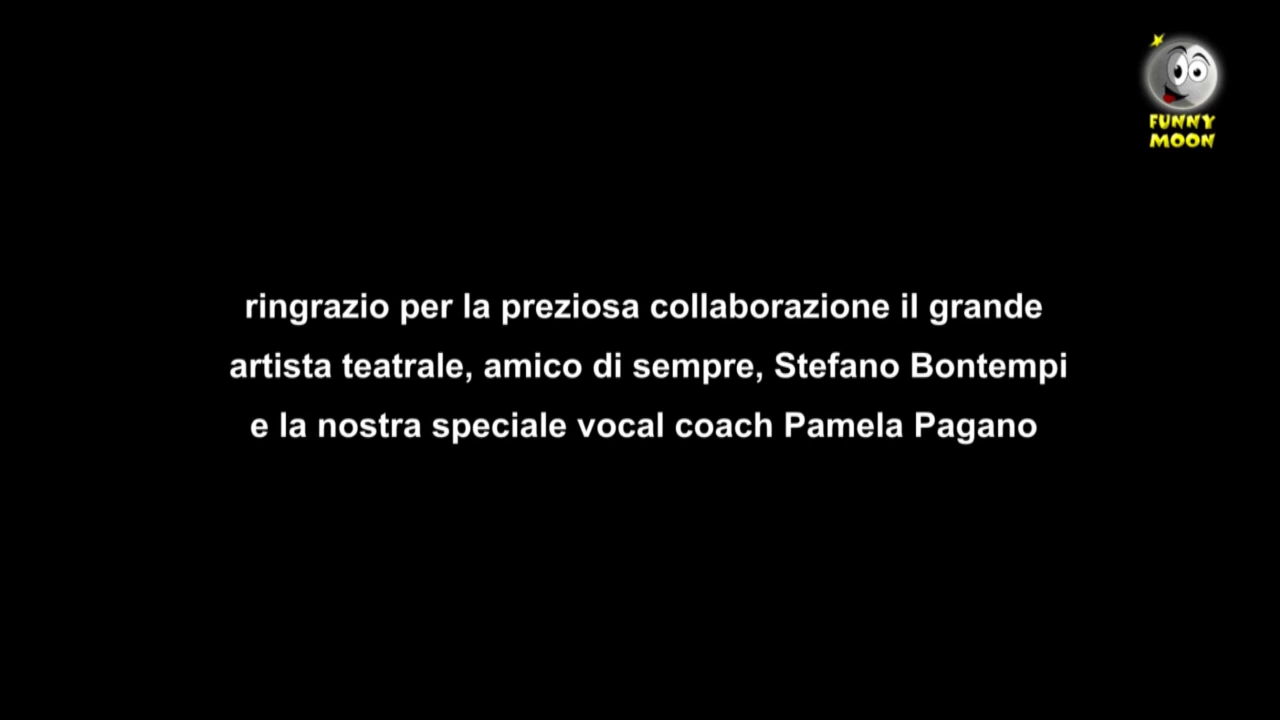 FUNNY
MOON
ringrazio per la preziosa collaborazione il grande
artista teatrale, amico di sempre, Stefano Bontempi
e la nostra speciale vocal coach Pamela Pagano